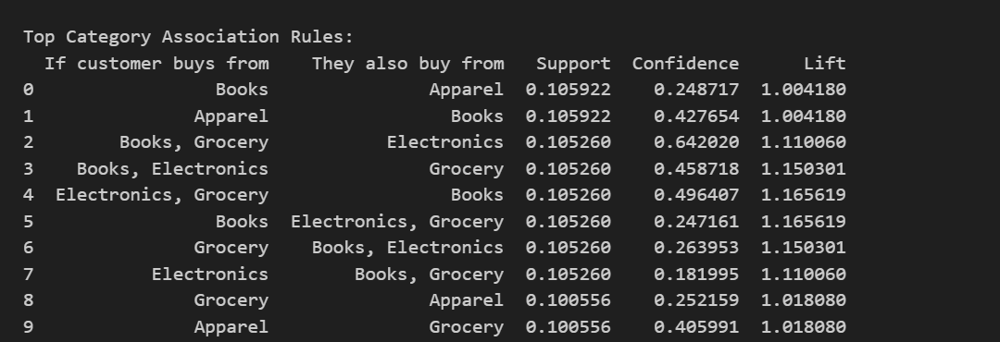 Top Category Association Rules:
If customer buys from They also buy from Support Confidence Lift
0 Books Apparel 0.105922 0.248717 1.004180
1 Apparel Books 0.105922 0.427654 1.004180
2 Books, Grocery Electronics 0.105260 0.642020 1.110060
3 Books, Electronics Grocery 0.105260 0.458718 1.150301
4 Electronics, Grocery Books 0.105260 0.496407 1.165619
5 Books Electronics, Grocery 0.105260 0.247161 1.165619
6 Grocery Books, Electronics 0.105260 0.263953 1.150301
7 Electronics Books, Grocery 0.105260 0.181995 1.110060
8 Grocery Apparel 0.100556 0.252159 1.018080
9 Apparel Grocery 0.100556 0.405991 1.018080